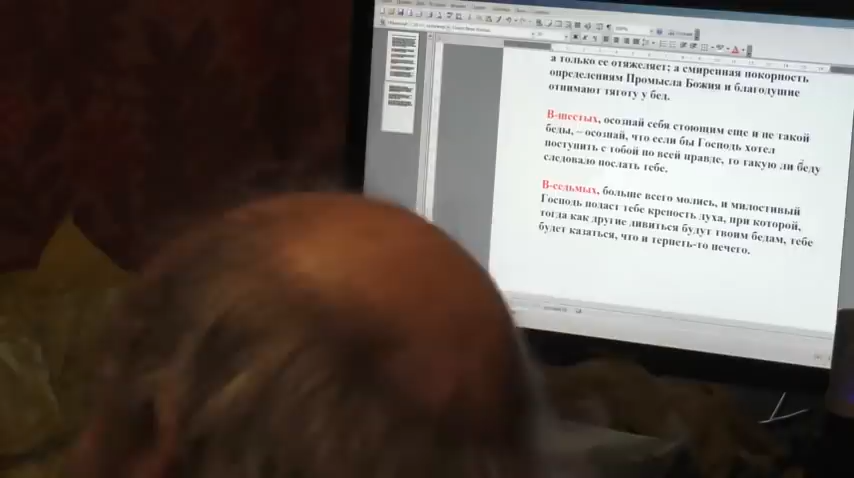 а только ее отяжеляет; а смиренная покорность
определениям Промысла Божия и благодушие
отнимают тяготу у бед.
В-шестых, осознай себя стоющим еще и не такой
беды, – осознай, что если бы Господь хотел
поступить с тобой по всей правде, то такую ли беду
следовало послать тебе.
В-седьмых, больше всего молись, и милостивый
Господь подаст тебе крепость духа, при которой,
тогда как другие дивиться будут твоим бедам, тебе
будет казаться, что и терпеть-то нечего.